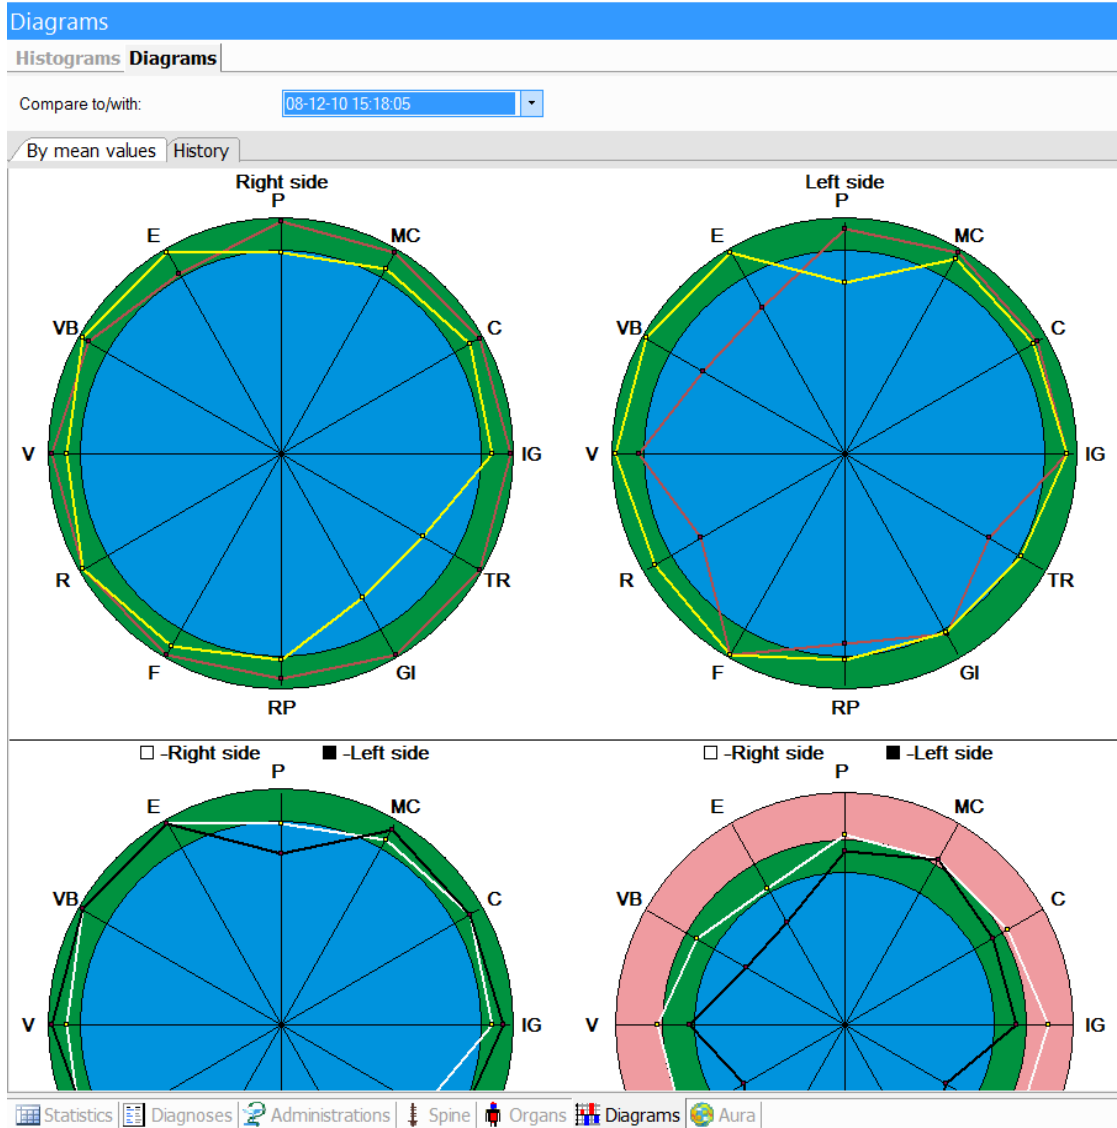 Diagrams
Histograms Diagrams
Compare to/with: 08-12-10 15:18:05
By mean values History
Right side Left side
P P
E MC E MC
VB C VB C
V IG V IG
R TR R TR
F GI F GI
RP RP
-Right side -Left side -Right side -Left side
P P
E MC E MC
VB C VB C
V IG V IG
Statistics Diagnoses Administrations Spine Organs Diagrams Aura